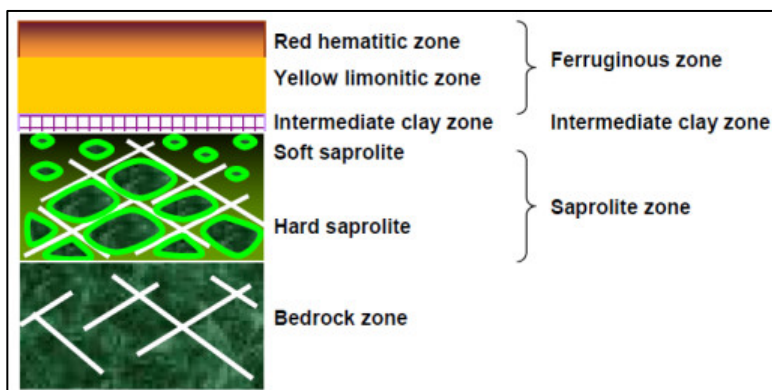 Red hematitic zone
Yellow limonitic zone
Ferruginous zone
Intermediate clay zone
Intermediate clay zone
Soft saprolite
Hard saprolite
Saprolite zone
Bedrock zone